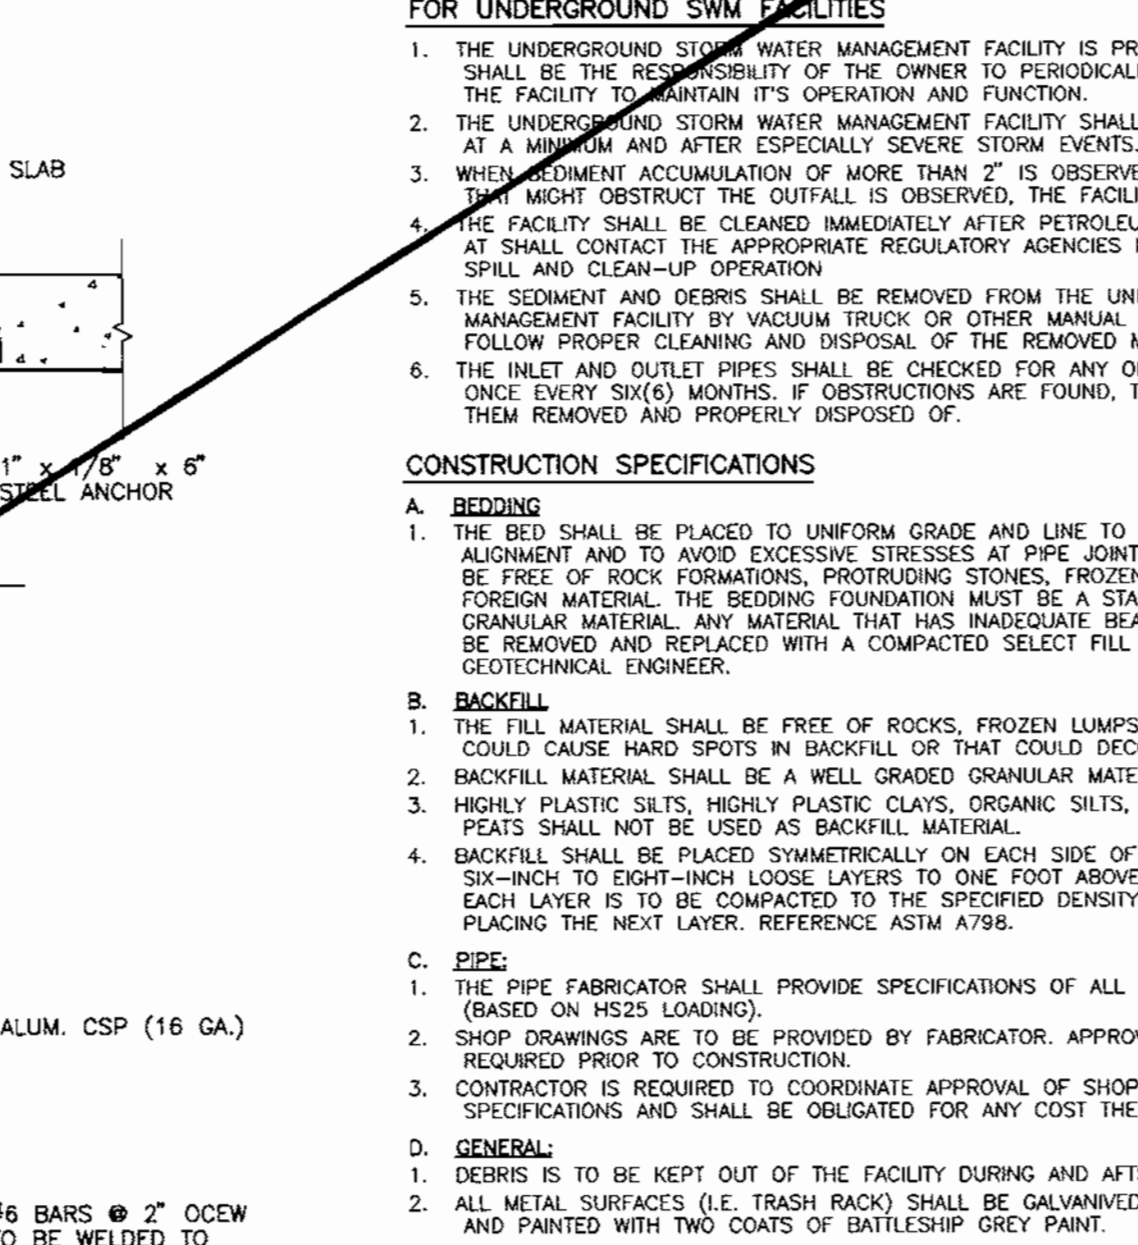 SLAB
1" x 1/8" x 6"
STEEL ANCHOR
ALUM. CSP (16 GA.)
#6 BARS @ 2" OCEW
TO BE WELDED TO
FOR UNDERGROUND SWM FACILITIES
1. THE UNDERGROUND STORM WATER MANAGEMENT FACILITY IS PR
SHALL BE THE RESPONSIBILITY OF THE OWNER TO PERIODICAL
THE FACILITY TO MAINTAIN IT'S OPERATION AND FUNCTION.
2. THE UNDERGROUND STORM WATER MANAGEMENT FACILITY SHALL
AT A MINIMUM AND AFTER ESPECIALLY SEVERE STORM EVENTS.
3. WHEN SEDIMENT ACCUMULATION OF MORE THAN 2" IS OBSERVE
THAT MIGHT OBSTRUCT THE OUTFALL IS OBSERVED, THE FACILI
4. THE FACILITY SHALL BE CLEANED IMMEDIATELY AFTER PETROLEU
AT SHALL CONTACT THE APPROPRIATE REGULATORY AGENCIES
SPILL AND CLEAN-UP OPERATION
5. THE SEDIMENT AND DEBRIS SHALL BE REMOVED FROM THE UN
MANAGEMENT FACILITY BY VACUUM TRUCK OR OTHER MANUAL
FOLLOW PROPER CLEANING AND DISPOSAL OF THE REMOVED
6. THE INLET AND OUTLET PIPES SHALL BE CHECKED FOR ANY O
ONCE EVERY SIX(6) MONTHS. IF OBSTRUCTIONS ARE FOUND, T
THEM REMOVED AND PROPERLY DISPOSED OF.
CONSTRUCTION SPECIFICATIONS
A. BEDDING
1. THE BED SHALL BE PLACED TO UNIFORM GRADE AND LINE TO
ALIGNMENT AND TO AVOID EXCESSIVE STRESSES AT PIPE JOINT
BE FREE OF ROCK FORMATIONS, PROTRUDING STONES, FROZEN
FOREIGN MATERIAL. THE BEDDING FOUNDATION MUST BE A STA
GRANULAR MATERIAL. ANY MATERIAL THAT HAS INADEQUATE BEA
BE REMOVED AND REPLACED WITH A COMPACTED SELECT FILL
GEOTECHNICAL ENGINEER.
B. BACKFILL
1. THE FILL MATERIAL SHALL BE FREE OF ROCKS, FROZEN LUMPS
COULD CAUSE HARD SPOTS IN BACKFILL OR THAT COULD DEC
2. BACKFILL MATERIAL SHALL BE A WELL GRADED GRANULAR MATE
3. HIGHLY PLASTIC SILTS, HIGHLY PLASTIC CLAYS, ORGANIC SILTS,
PEATS SHALL NOT BE USED AS BACKFILL MATERIAL.
4. BACKFILL SHALL BE PLACED SYMMETRICALLY ON EACH SIDE OF
SIX-INCH TO EIGHT-INCH LOOSE LAYERS TO ONE FOOT ABOVE
EACH LAYER IS TO BE COMPACTED TO THE SPECIFIED DENSITY
PLACING THE NEXT LAYER. REFERENCE ASTM A798.
C. PIPE:
1. THE PIPE FABRICATOR SHALL PROVIDE SPECIFICATIONS OF ALL
(BASED ON HS25 LOADING).
2. SHOP DRAWINGS ARE TO BE PROVIDED BY FABRICATOR. APPROV
REQUIRED PRIOR TO CONSTRUCTION.
3. CONTRACTOR IS REQUIRED TO COORDINATE APPROVAL OF SHOP
SPECIFICATIONS AND SHALL BE OBLIGATED FOR ANY COST THE
D. GENERAL:
1. DEBRIS IS TO BE KEPT OUT OF THE FACILITY DURING AND AFT
2. ALL METAL SURFACES (I.E. TRASH RACK) SHALL BE GALVANIVED
AND PAINTED WITH TWO COATS OF BATTLESHIP GREY PAINT.